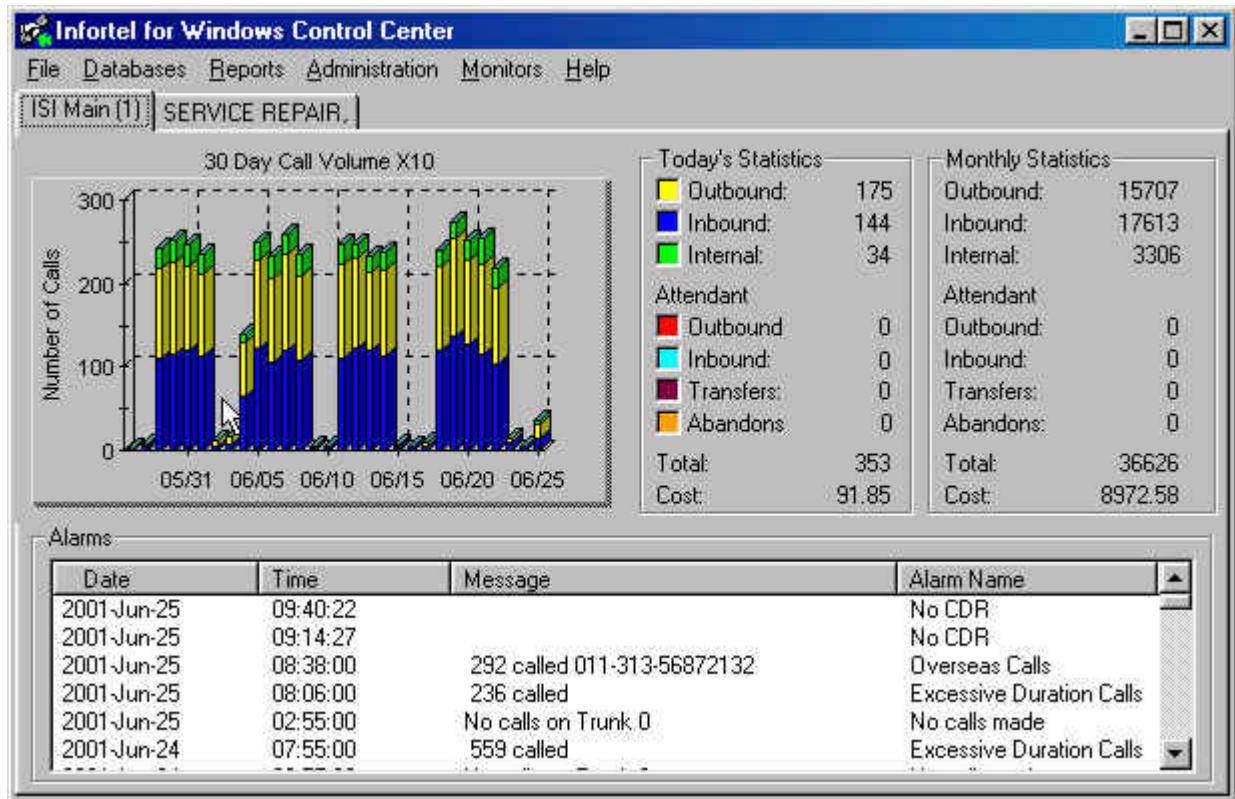 Infortel for Windows Control Center
File Databases Reports Administration Monitors Help
ISI Main (1) SERVICE REPAIR,
30 Day Call Volume X10
Number of Calls
300
200
100
0
05/31 06/05 06/10 06/15 06/20 06/25
Today's Statistics
Outbound: 175
Inbound: 144
Internal: 34
Attendant
Outbound 0
Inbound: 0
Transfers: 0
Abandons 0
Total: 353
Cost: 91.85
Monthly Statistics
Outbound: 15707
Inbound: 17613
Internal: 3306
Attendant
Outbound: 0
Inbound: 0
Transfers: 0
Abandons: 0
Total: 36626
Cost: 8972.58
Alarms
Date Time Message Alarm Name
2001-Jun-25 09:40:22 No CDR
2001-Jun-25 09:14:27 No CDR
2001-Jun-25 08:38:00 292 called 011-313-56872132 Overseas Calls
2001-Jun-25 08:06:00 236 called Excessive Duration Calls
2001-Jun-25 02:55:00 No calls on Trunk 0 No calls made
2001-Jun-24 07:55:00 559 called Excessive Duration Calls